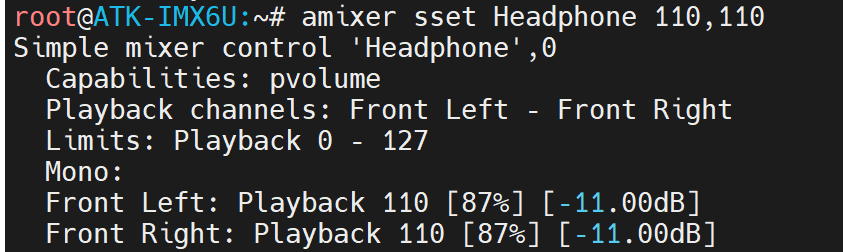 root@ATK-IMX6U:~# amixer sset Headphone 110,110
Simple mixer control 'Headphone',0
  Capabilities: pvolume
  Playback channels: Front Left - Front Right
  Limits: Playback 0 - 127
  Mono:
  Front Left: Playback 110 [87%] [-11.00dB]
  Front Right: Playback 110 [87%] [-11.00dB]